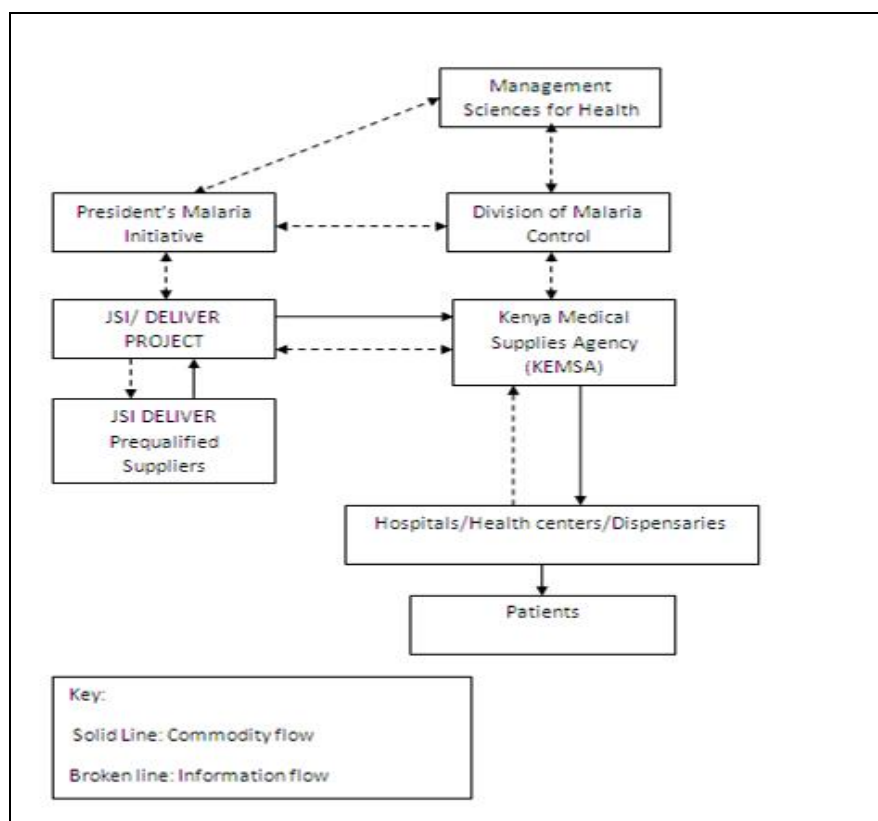 Management
Sciences for Health
President's Malaria
Initiative
Division of Malaria
Control
JSI/ DELIVER
PROJECT
Kenya Medical
Supplies Agency
(KEMSA)
JSI DELIVER
Prequalified
Suppliers
Hospitals/Health centers/Dispensaries
Patients
Key:
Solid Line: Commodity flow
Broken line: Information flow